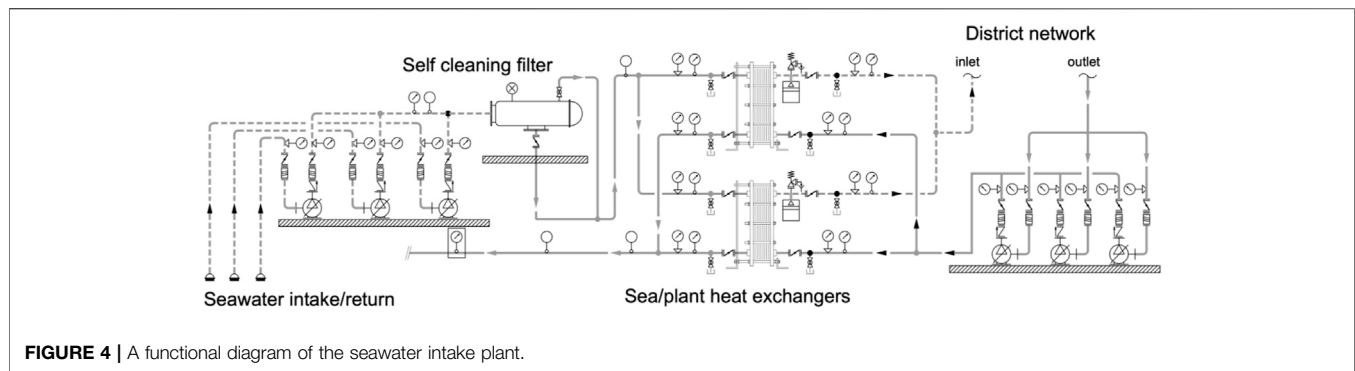 District network
inlet
outlet
Self cleaning filter
Seawater intake/return
Sea/plant heat exchangers
FIGURE 4 | A functional diagram of the seawater intake plant.